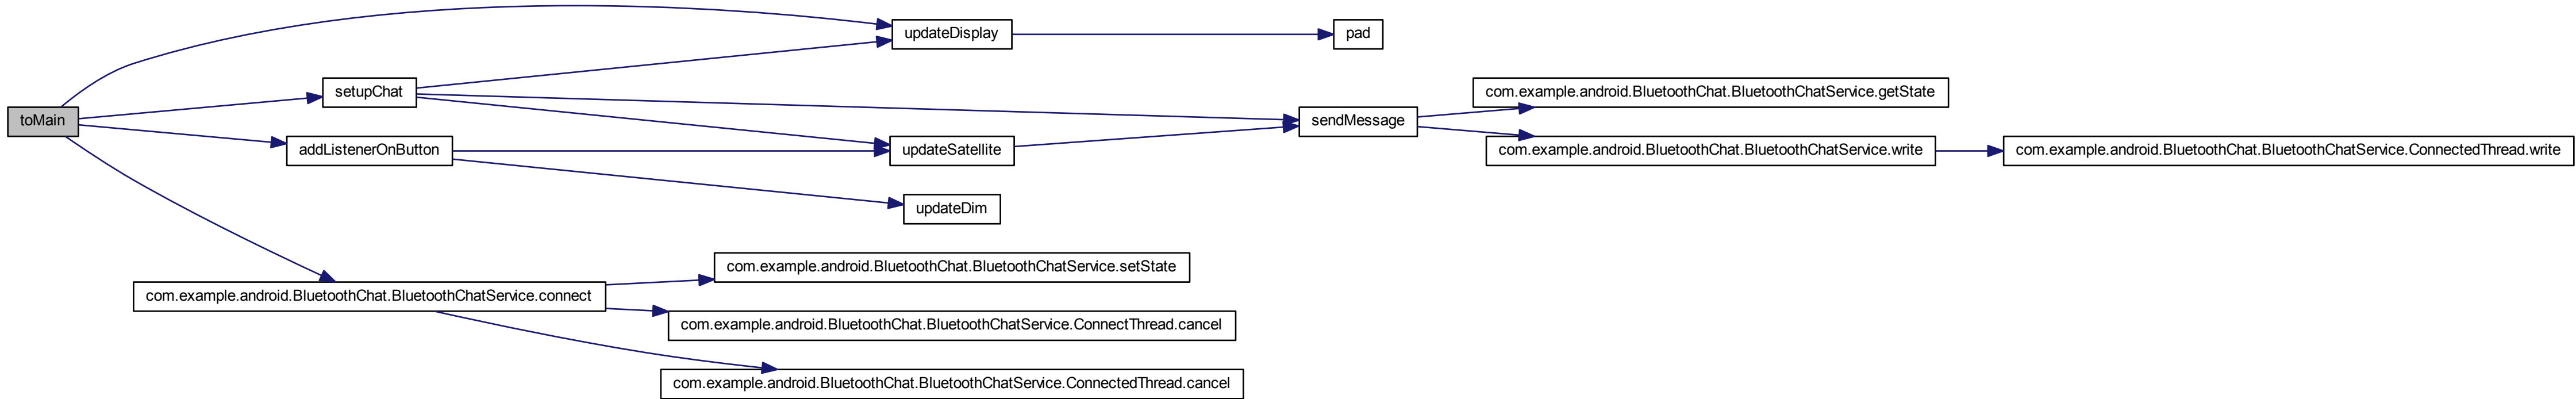 updateDisplay
pad
setupChat
com.example.android.BluetoothChat.BluetoothChatService.getState
toMain
sendMessage
addListenerOnButton
updateSatellite
com.example.android.BluetoothChat.BluetoothChatService.write
com.example.android.BluetoothChat.BluetoothChatService.ConnectedThread.write
updateDim
com.example.android.BluetoothChat.BluetoothChatService.setState
com.example.android.BluetoothChat.BluetoothChatService.connect
com.example.android.BluetoothChat.BluetoothChatService.ConnectThread.cancel
com.example.android.BluetoothChat.BluetoothChatService.ConnectedThread.cancel